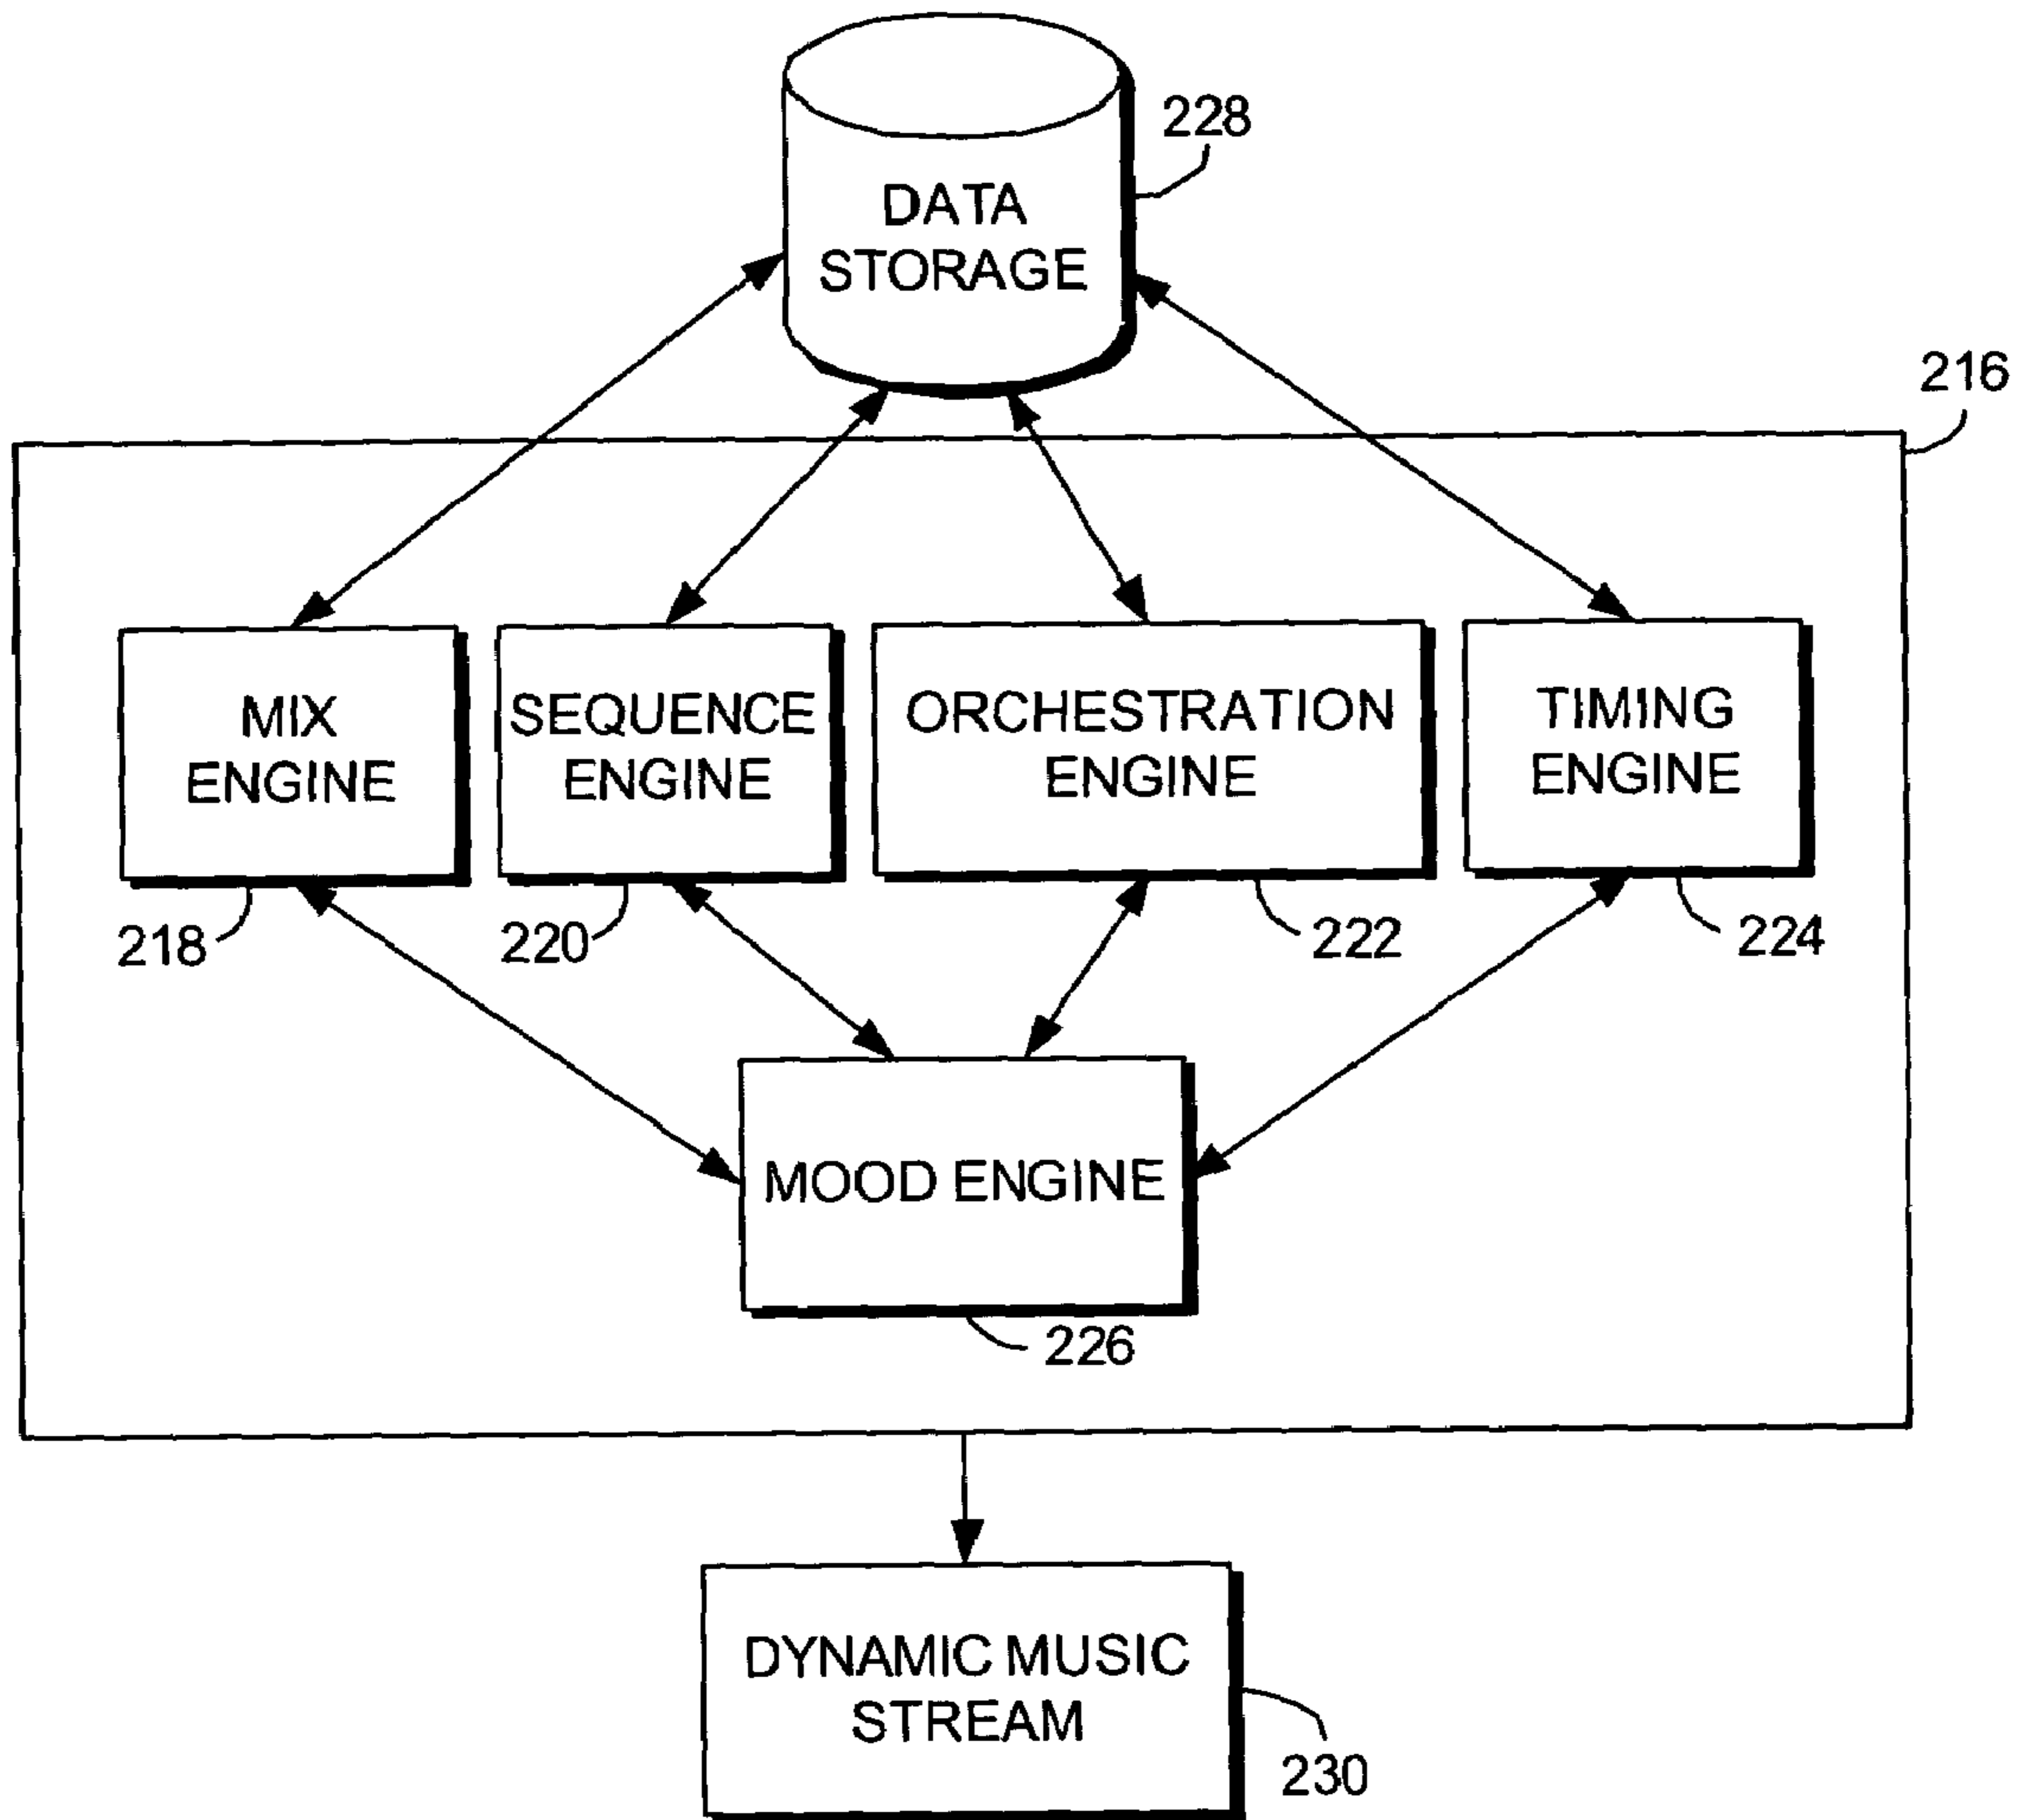 228
DATA
STORAGE
216
MIX
ENGINE
SEQUENCE
ENGINE
ORCHESTRATION
ENGINE
TIMING
ENGINE
218
220
222
224
MOOD ENGINE
226
DYNAMIC MUSIC
STREAM
230